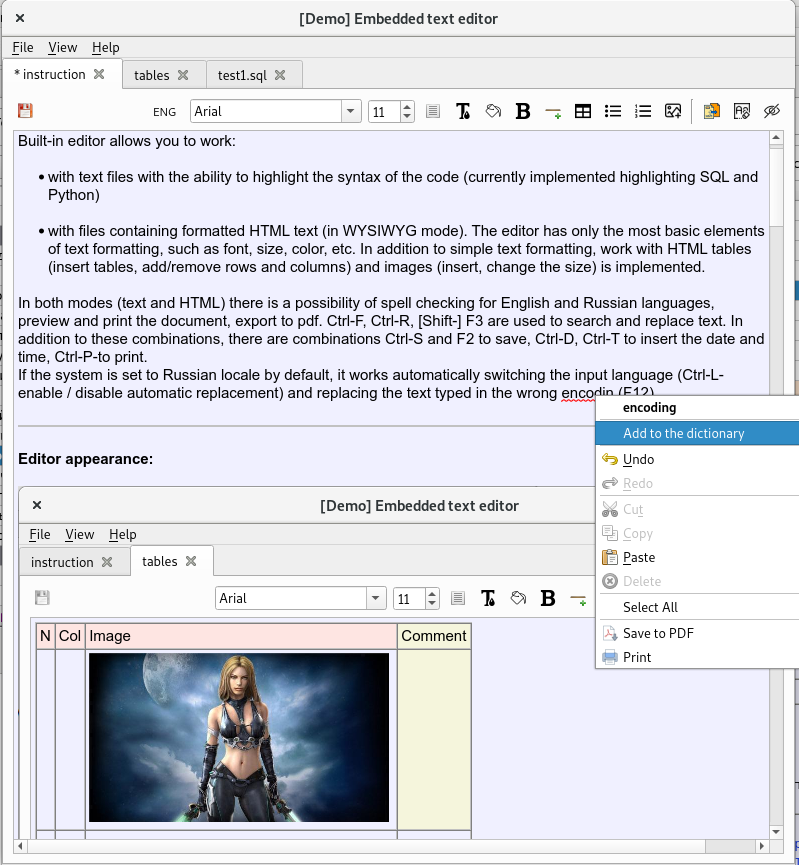 [Demo] Embedded text editor
File View Help
* instruction tables test1.sql
ENG Arial 11 T B
Built-in editor allows you to work:
• with text files with the ability to highlight the syntax of the code (currently implemented highlighting SQL and
Python)
• with files containing formatted HTML text (in WYSIWYG mode). The editor has only the most basic elements
of text formatting, such as font, size, color, etc. In addition to simple text formatting, work with HTML tables
(insert tables, add/remove rows and columns) and images (insert, change the size) is implemented.
In both modes (text and HTML) there is a possibility of spell checking for English and Russian languages,
preview and print the document, export to pdf. Ctrl-F, Ctrl-R, [Shift-] F3 are used to search and replace text. In
addition to these combinations, there are combinations Ctrl-S and F2 to save, Ctrl-D, Ctrl-T to insert the date and
time, Ctrl-P-to print.
If the system is set to Russian locale by default, it works automatically switching the input language (Ctrl-L-
enable / disable automatic replacement) and replacing the text typed in the wrong encodin (F12)
encoding
Add to the dictionary
Undo
Redo
Cut
Copy
Paste
Delete
Select All
Save to PDF
Print
Editor appearance:
[Demo] Embedded text editor
File View Help
instruction tables
Arial 11 T B
N Col Image Comment